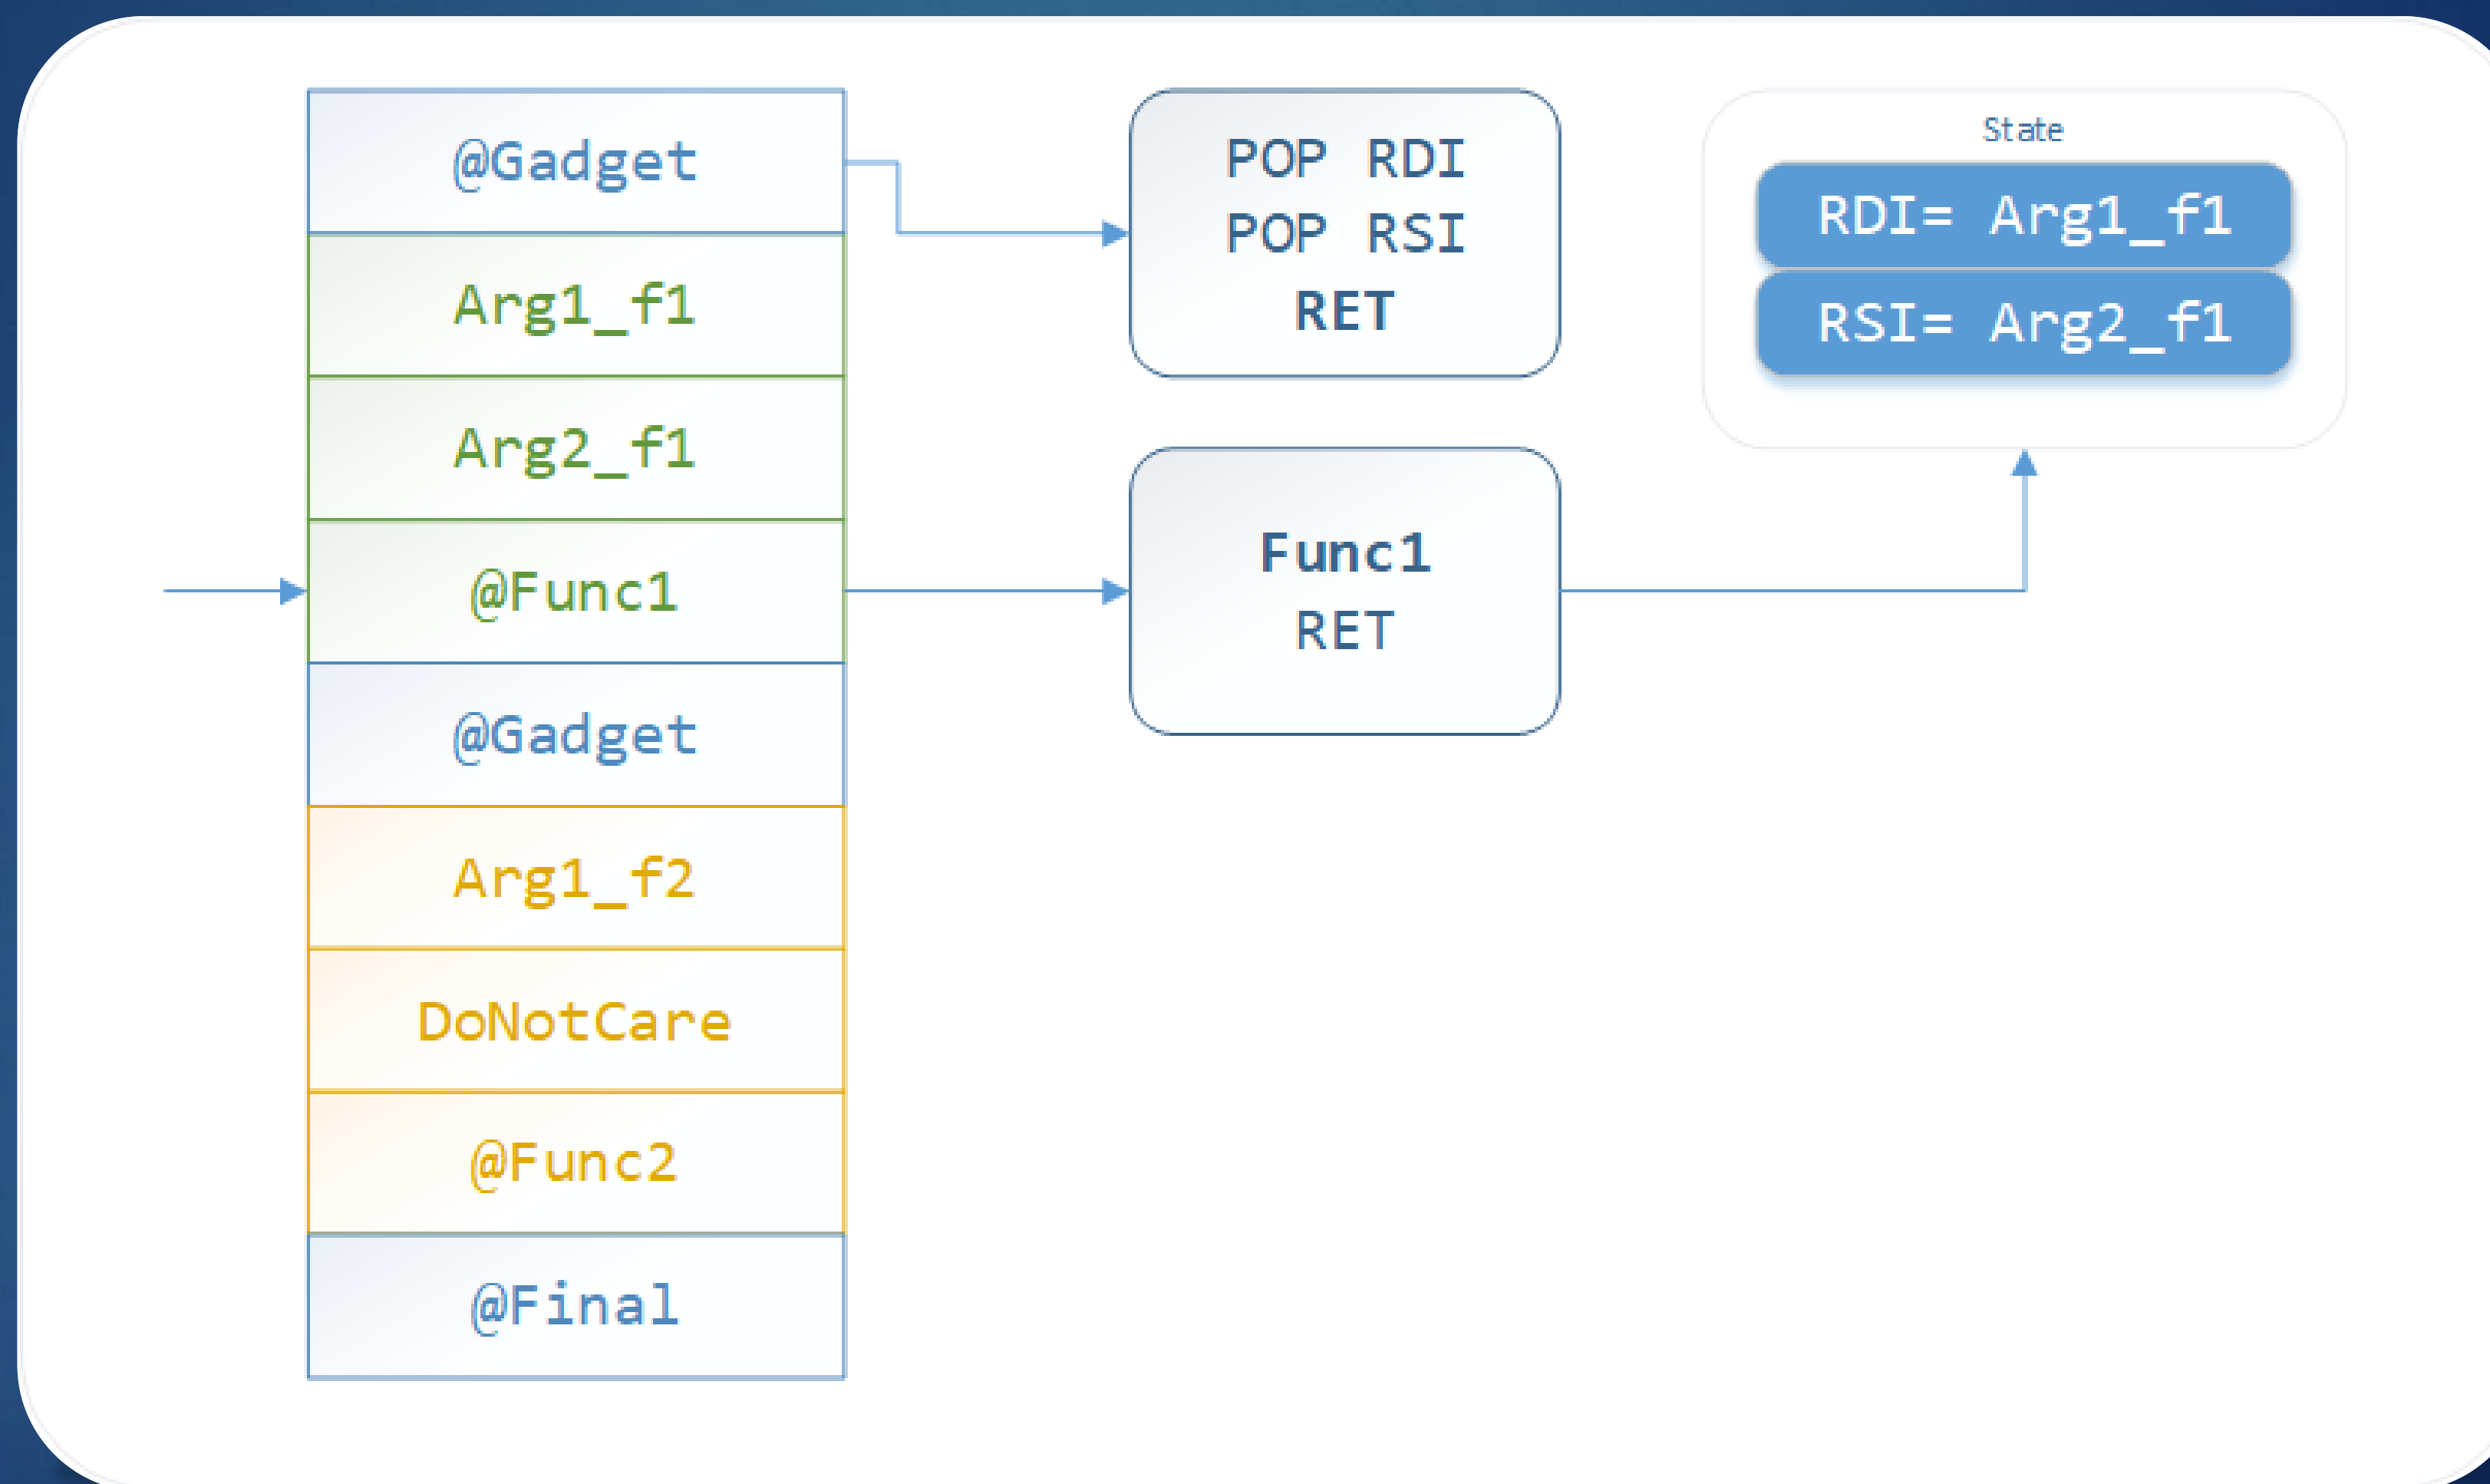 @Gadget
Arg1_f1
Arg2_f1
@Func1
@Gadget
Arg1_f2
DoNotCare
@Func2
@Final
POP RDI
POP RSI
RET
Func1
RET
State
RDI= Arg1_f1
RSI= Arg2_f1